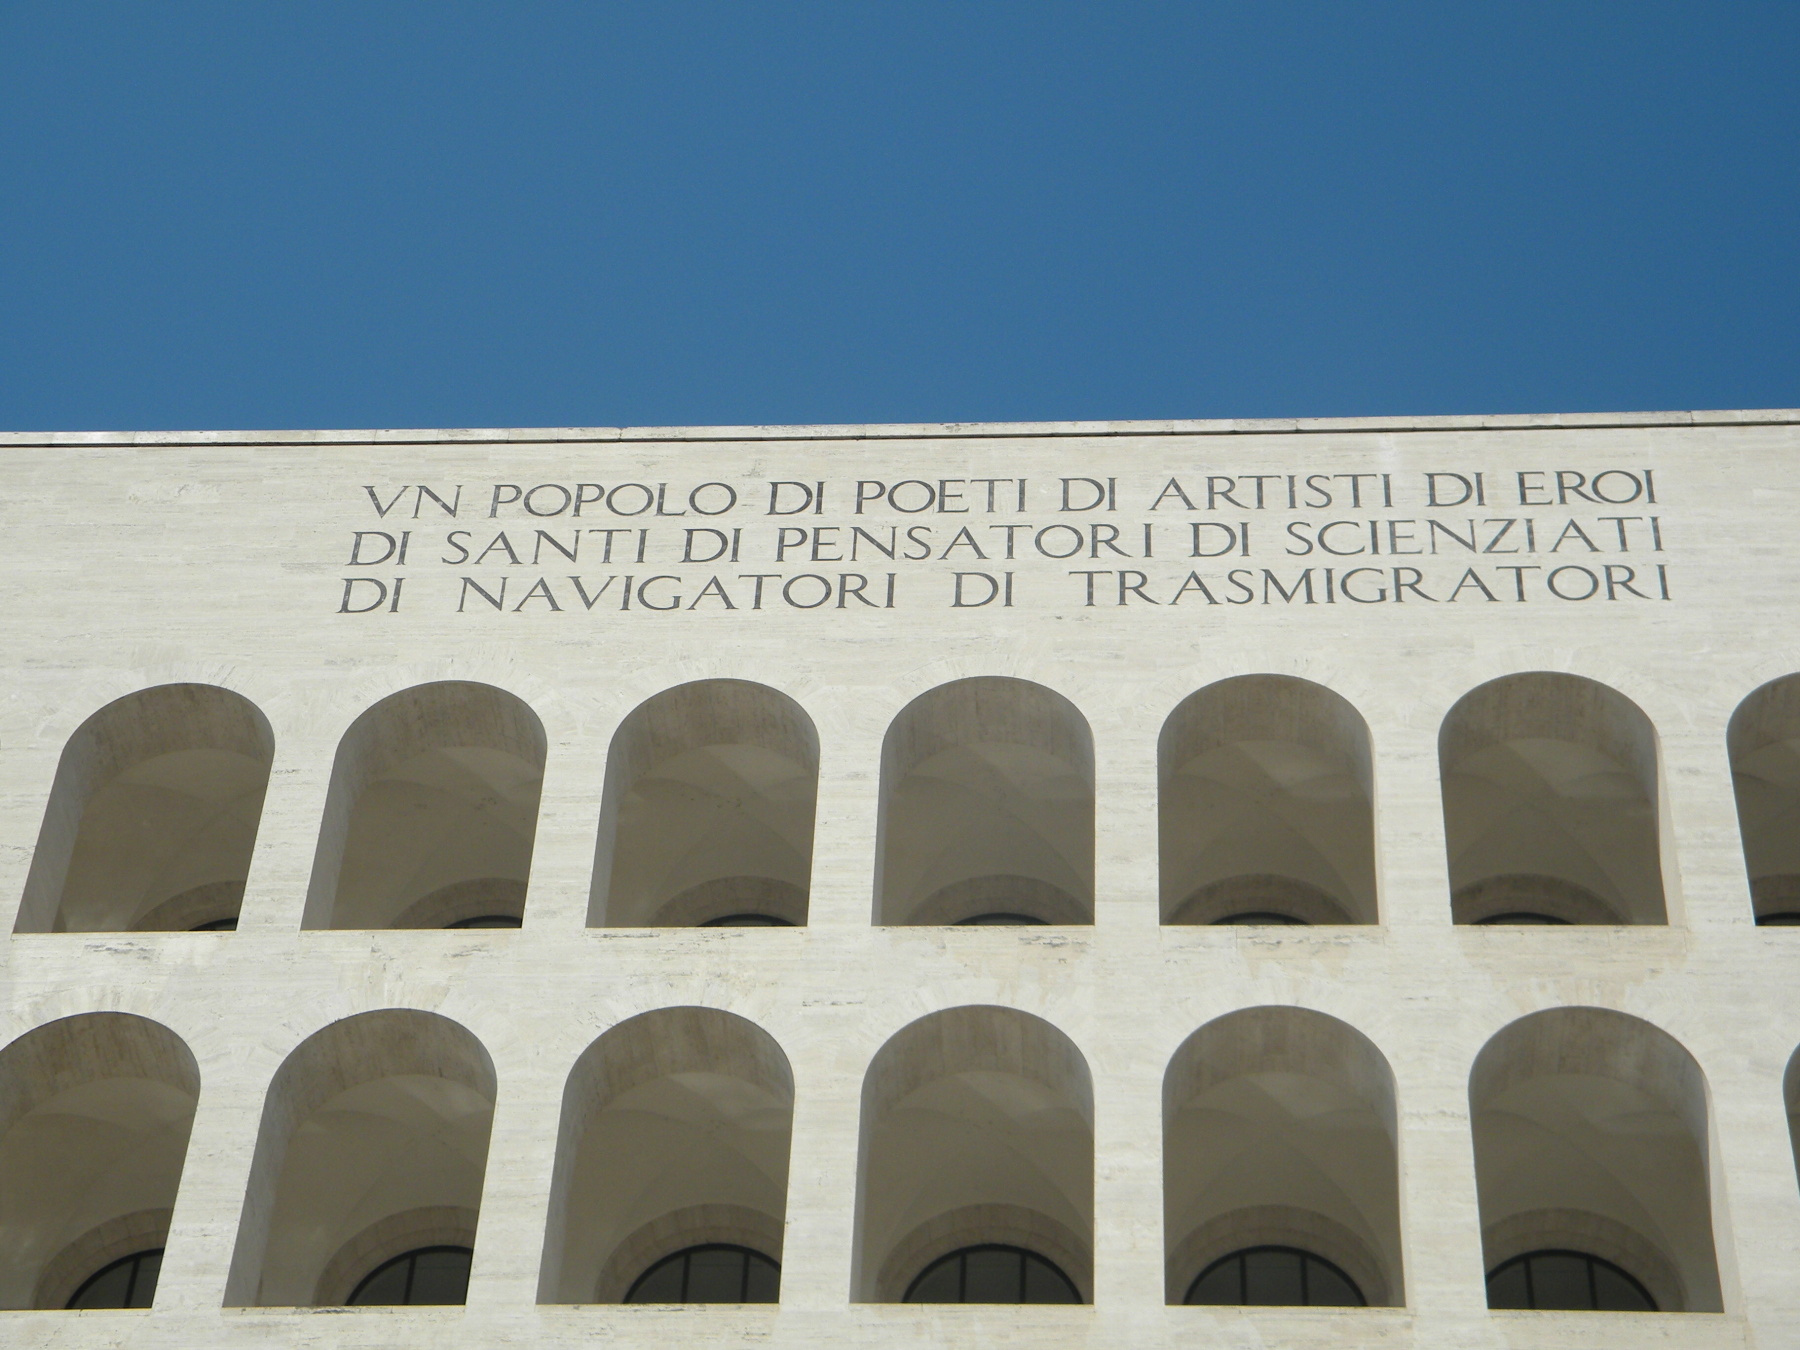 VN POPOLO DI POETI DI ARTISTI DI EROI
DI SANTI DI PENSATORI DI SCIENZIATI
DI NAVIGATORI DI TRASMIGRATORI